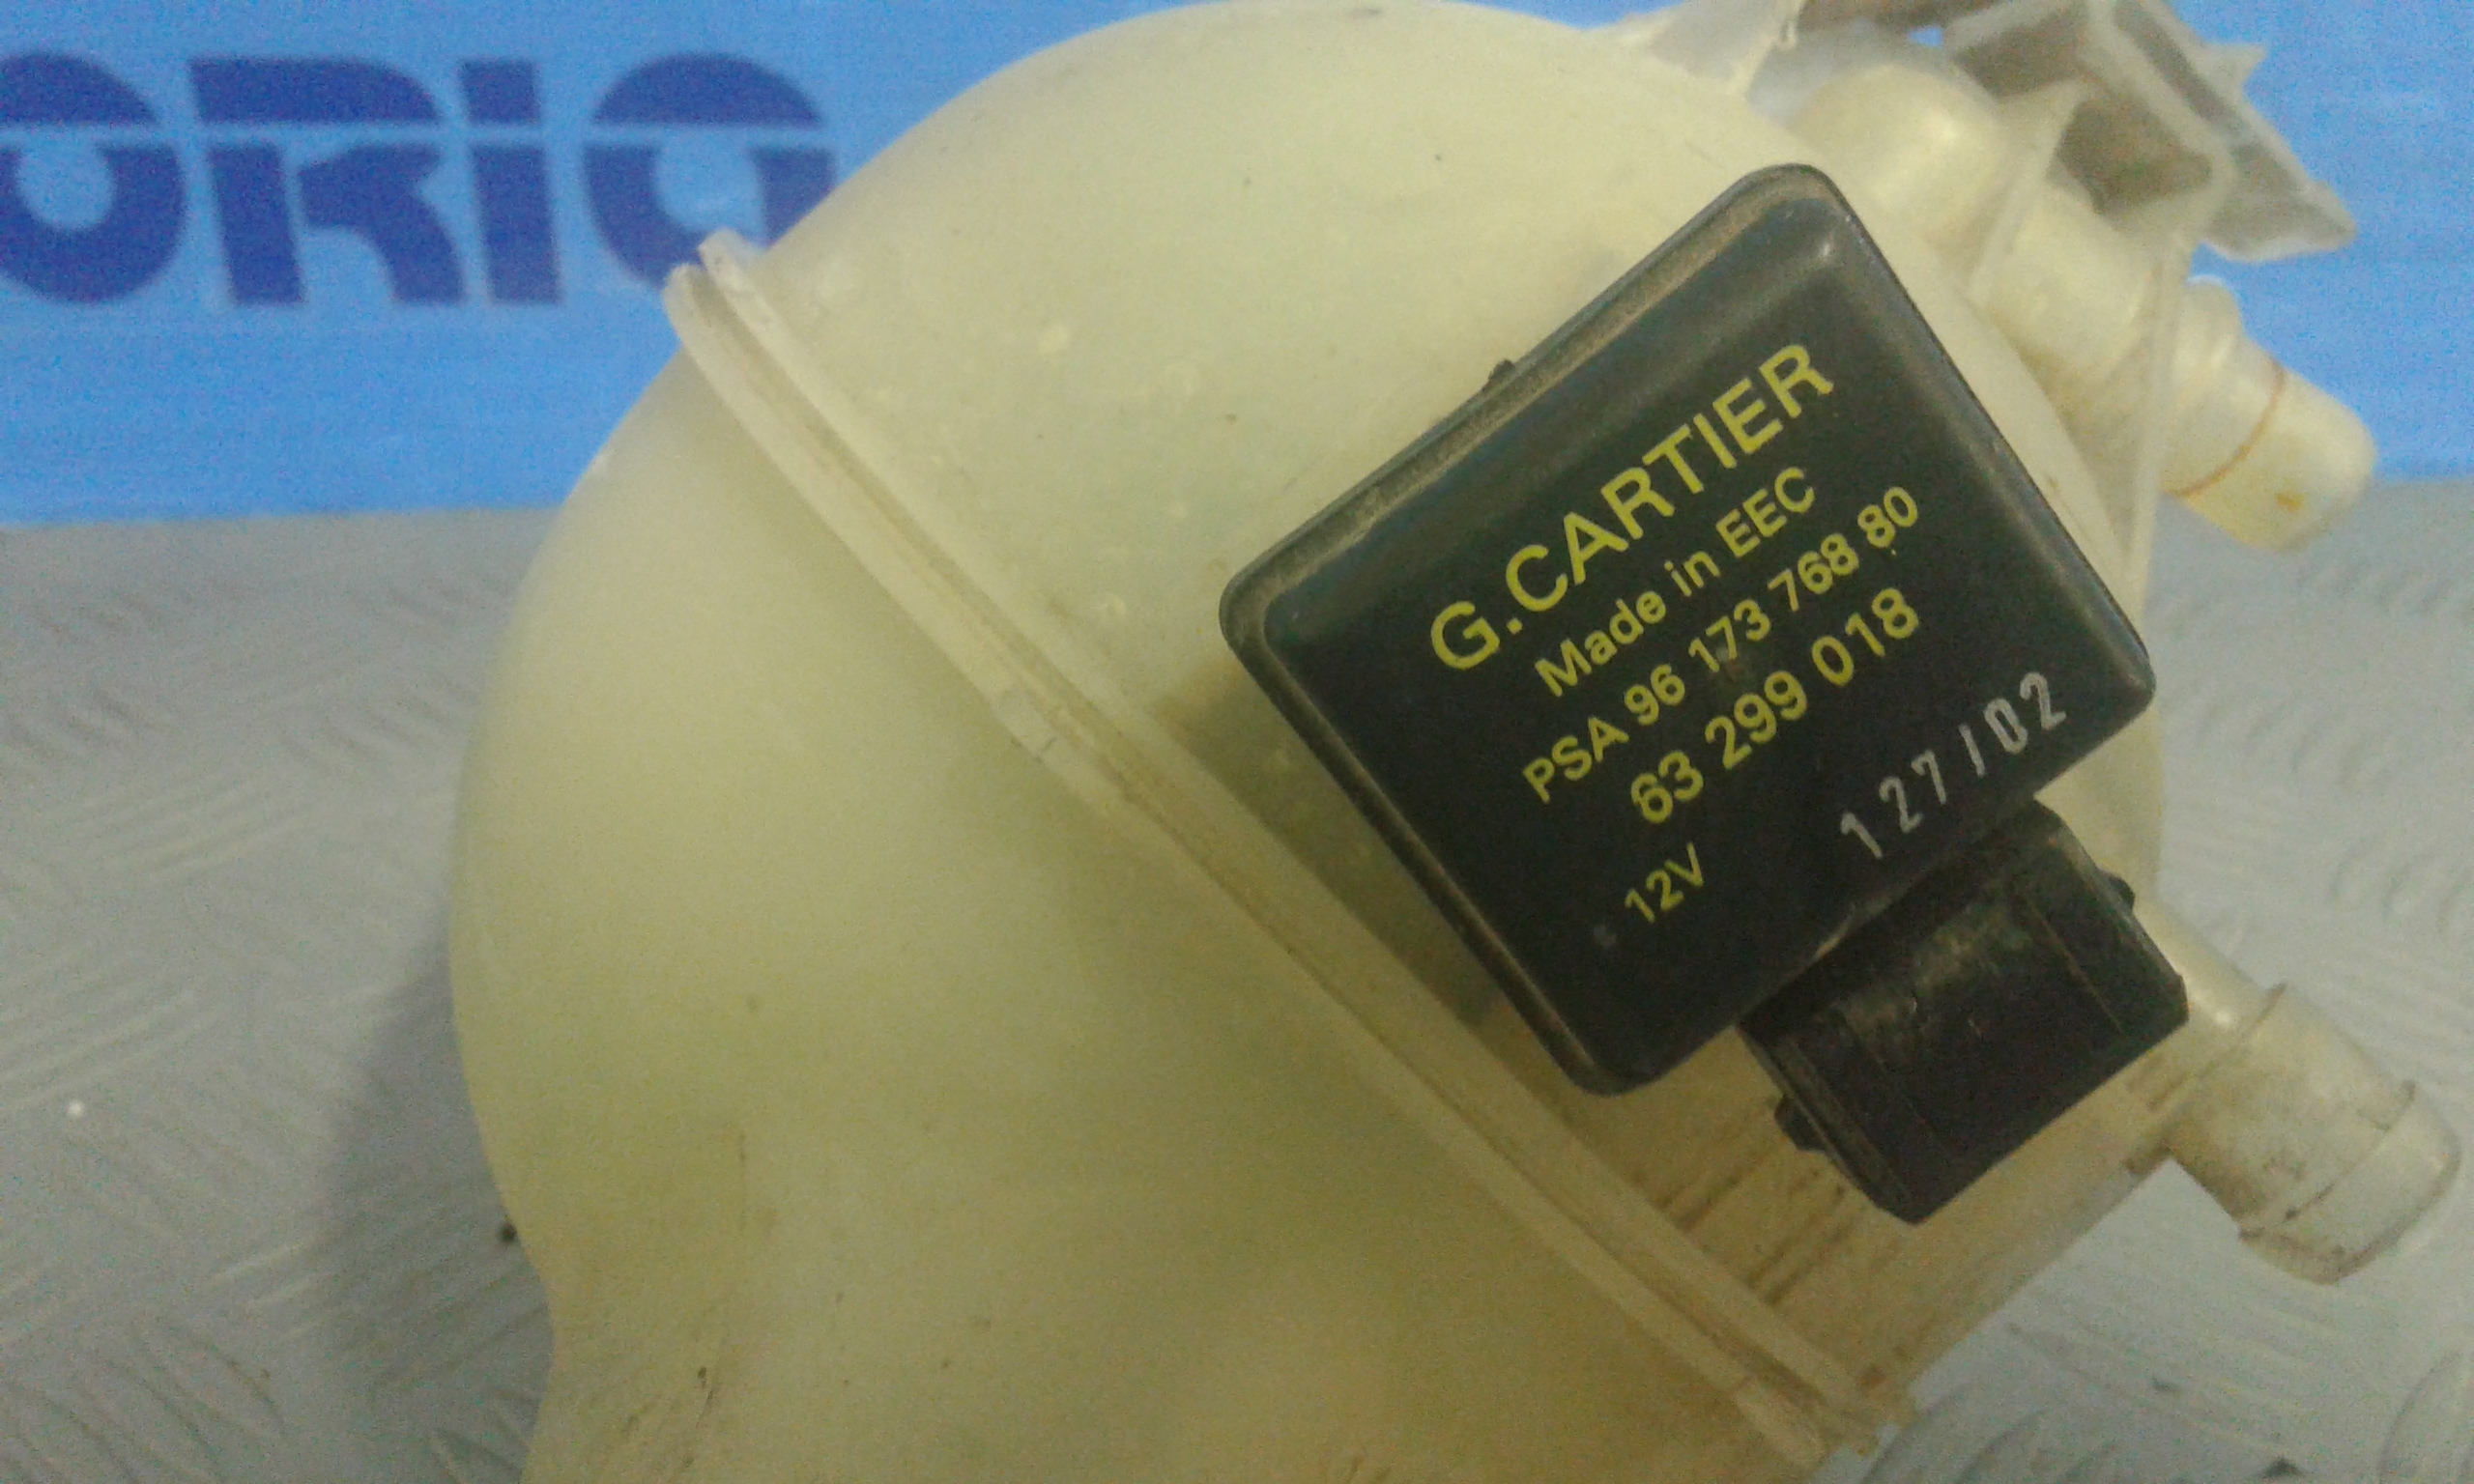 ORIO
G.CARTIER
Made in EEC
PSA 96 173 768 80
63 299 018
12V
127/02